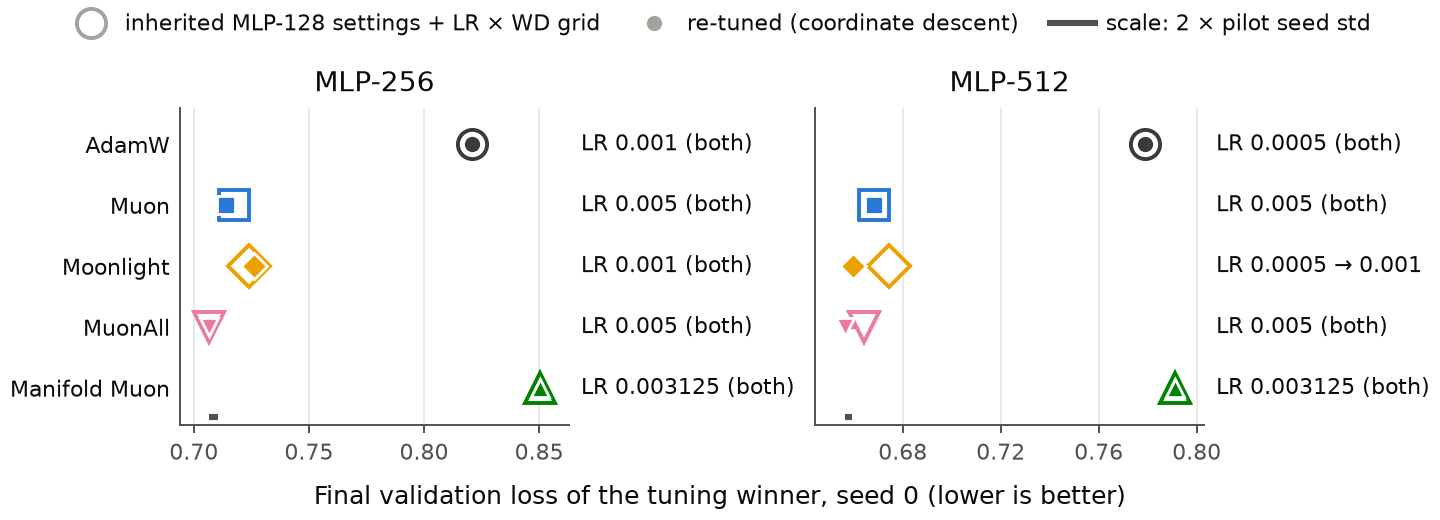 inherited MLP-128 settings + LR × WD grid
re-tuned (coordinate descent)
scale: 2 × pilot seed std
MLP-256
MLP-512
AdamW
LR 0.001 (both)
LR 0.0005 (both)
Muon
LR 0.005 (both)
LR 0.005 (both)
Moonlight
LR 0.001 (both)
LR 0.0005 → 0.001
MuonAll
LR 0.005 (both)
LR 0.005 (both)
Manifold Muon
LR 0.003125 (both)
LR 0.003125 (both)
0.70 0.75 0.80 0.85
0.68 0.72 0.76 0.80
Final validation loss of the tuning winner, seed 0 (lower is better)